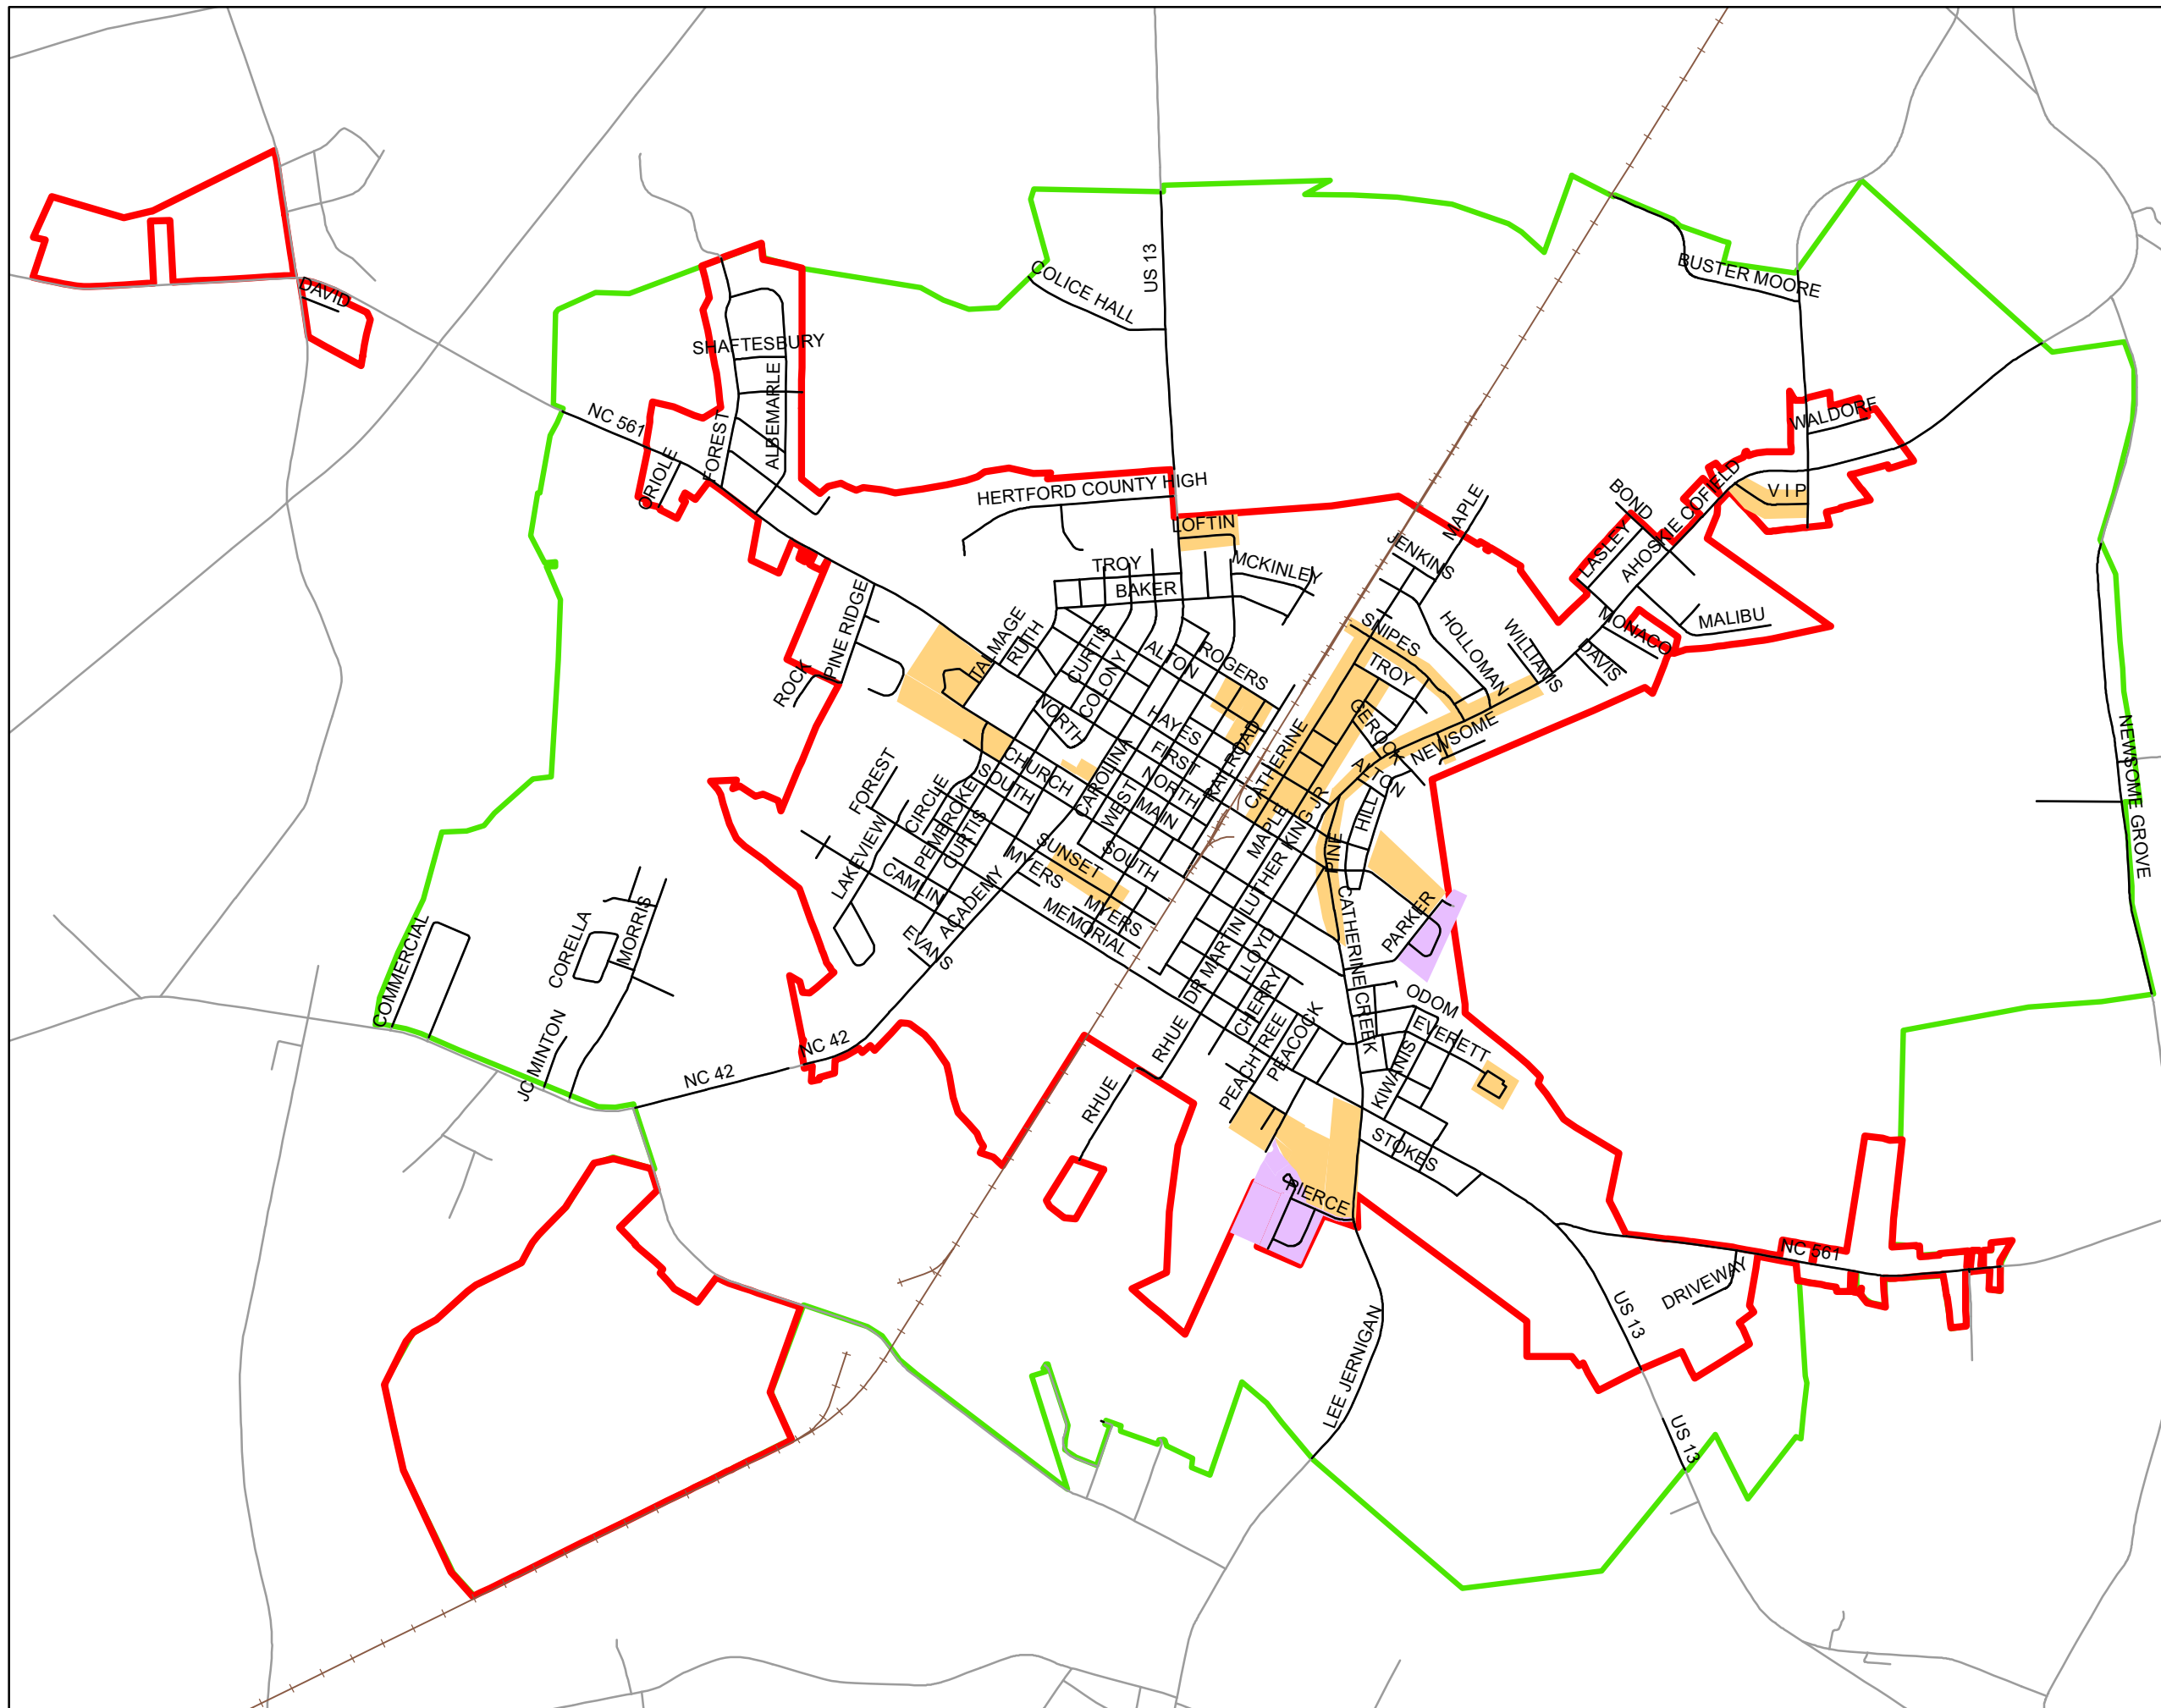 US 13
COLICE HALL
BUSTER MOORE
DAVID
SHAFTESBURY
ALBEMARLE
FOREST
NC 561
ORIOLE
WALDORF
V I P
HERTFORD COUNTY HIGH
LOFTIN
MAPLE
JENKINS
BOND
LASLEY
AHOSKIE COFIELD
TROY
BAKER
MCKINLEY
MALIBU
MONACO
DAVIS
WILLIAMS
HOLLOMAN
SNIPES
TROY
PINE RIDGE
ROCK
TALMAGE
RUTH
CURTIS
COLONY
ALTON
ROGERS
NORTH
HAYES
FIRST
NORTH
MAIN
RAILROAD
CATHERINE
GEROCK
NEWSOME
ALTON
HILL
NEWSOME GROVE
FOREST
CIRCLE
PEMBROKE
CURTIS
SOUTH
CHURCH
CAROLINA
WEST
LAKEVIEW
CAMLIN
SUNSET
MYERS
SOUTH
MAPLE
DR MARTIN LUTHER KING JR
PINE
ACADEMY
MYERS
MEMORIAL
EVANS
PARKER
COMMERCIAL
CORELLA
MORRIS
JC MINTON
NC 42
NC 42
LLOYD
CHERRY
CATHERINE CREEK
ODOM
EVERETT
KIWANIS
PEACOCK
PEACHTREE
RHUE
RHUE
STOKES
PIERCE
NC 561
DRIVEWAY
US 13
LEE JERNIGAN
US 13